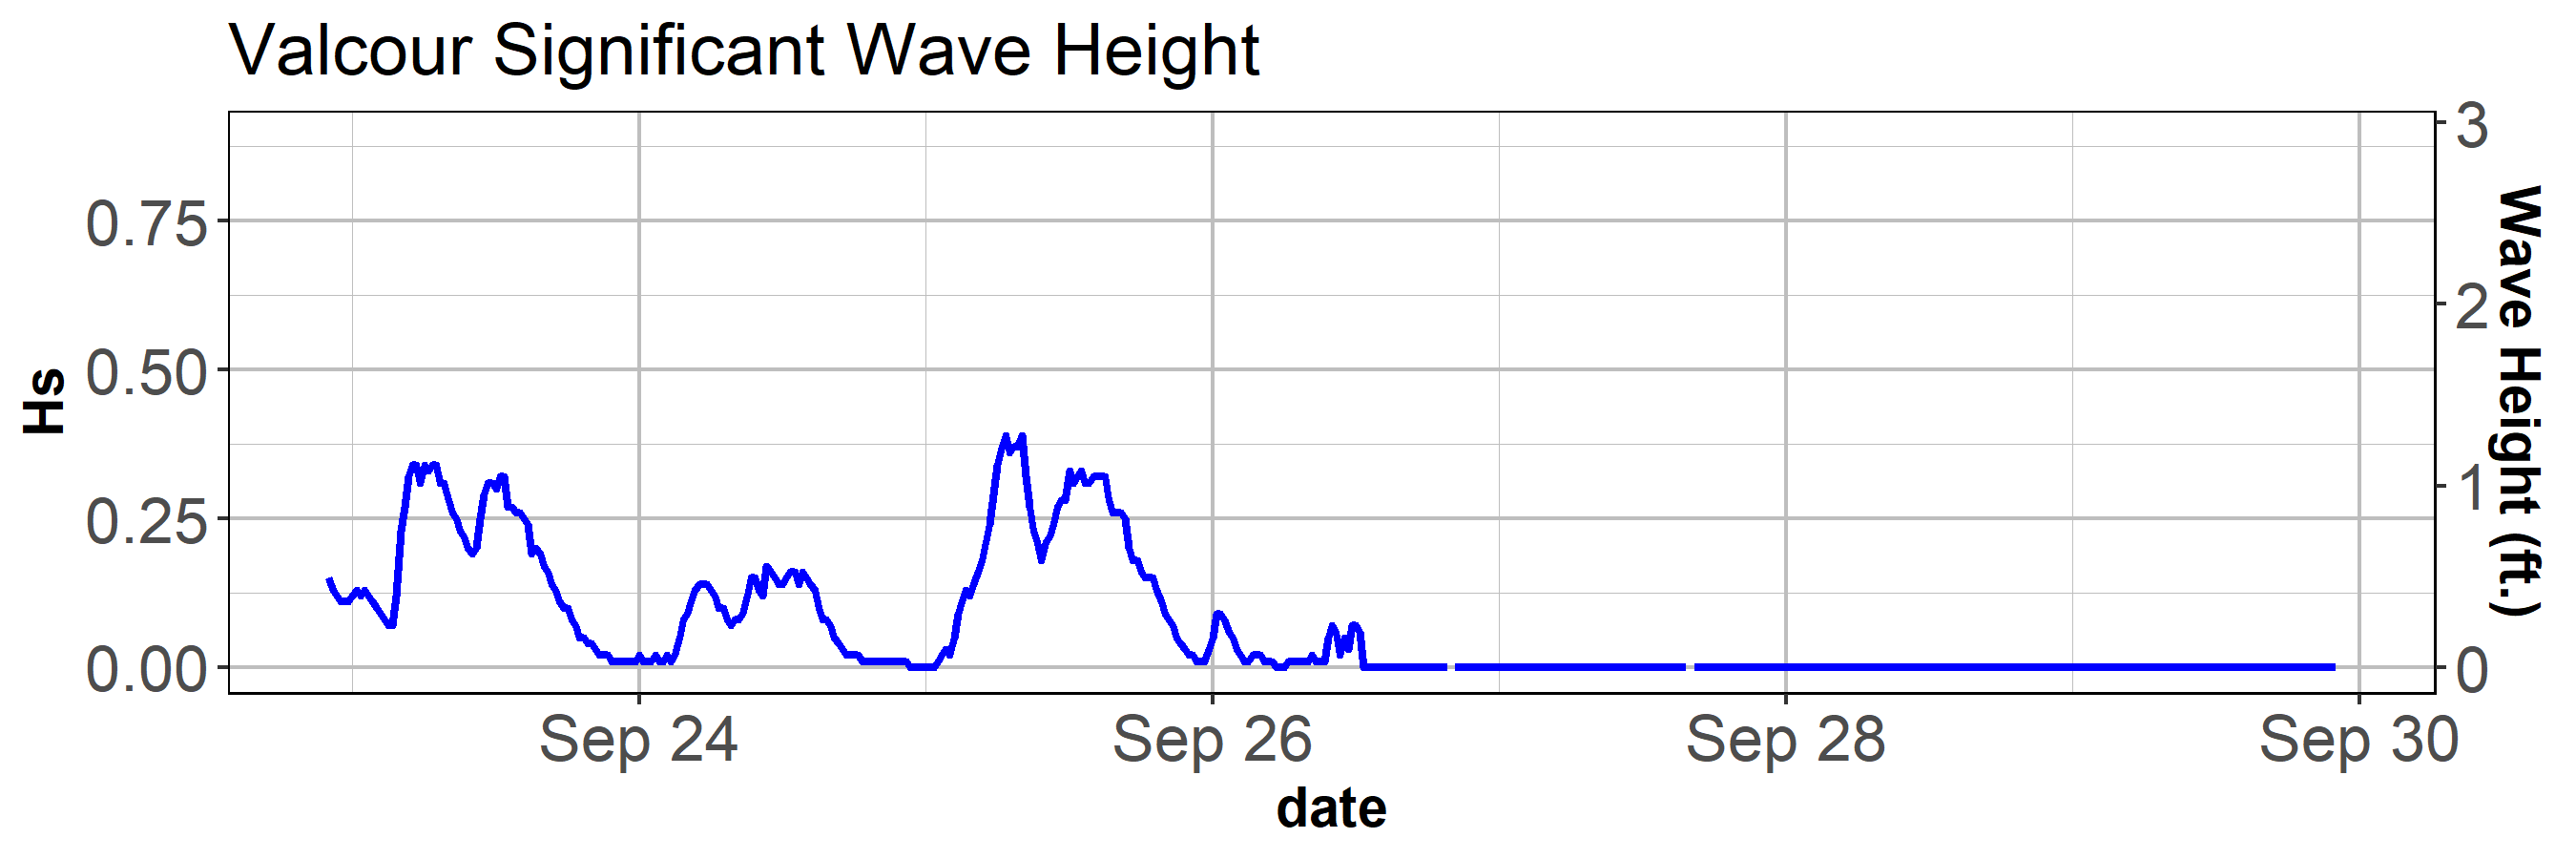 Valcour Significant Wave Height
3
0.75
2
0.50
1
0.25
0.00
0
Hs
Wave Height (ft.)
Sep 24
Sep 26
Sep 28
Sep 30
date